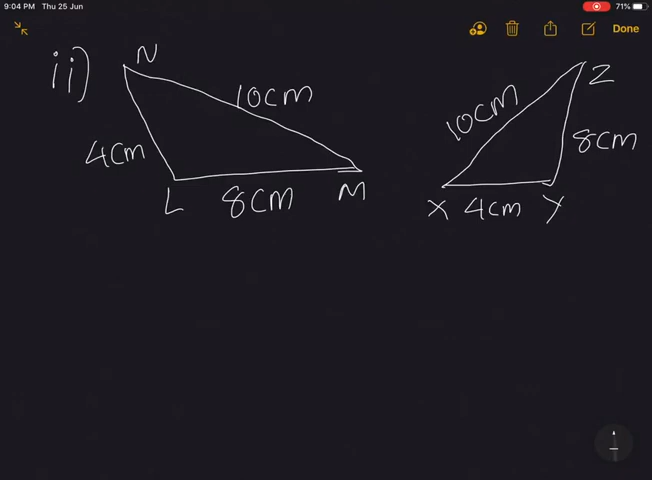 9:04 PM Thu 25 Jun
71%
Done
ii)
N
10cm
4cm
L
8cm
M
10cm
Z
8cm
X
4cm
Y